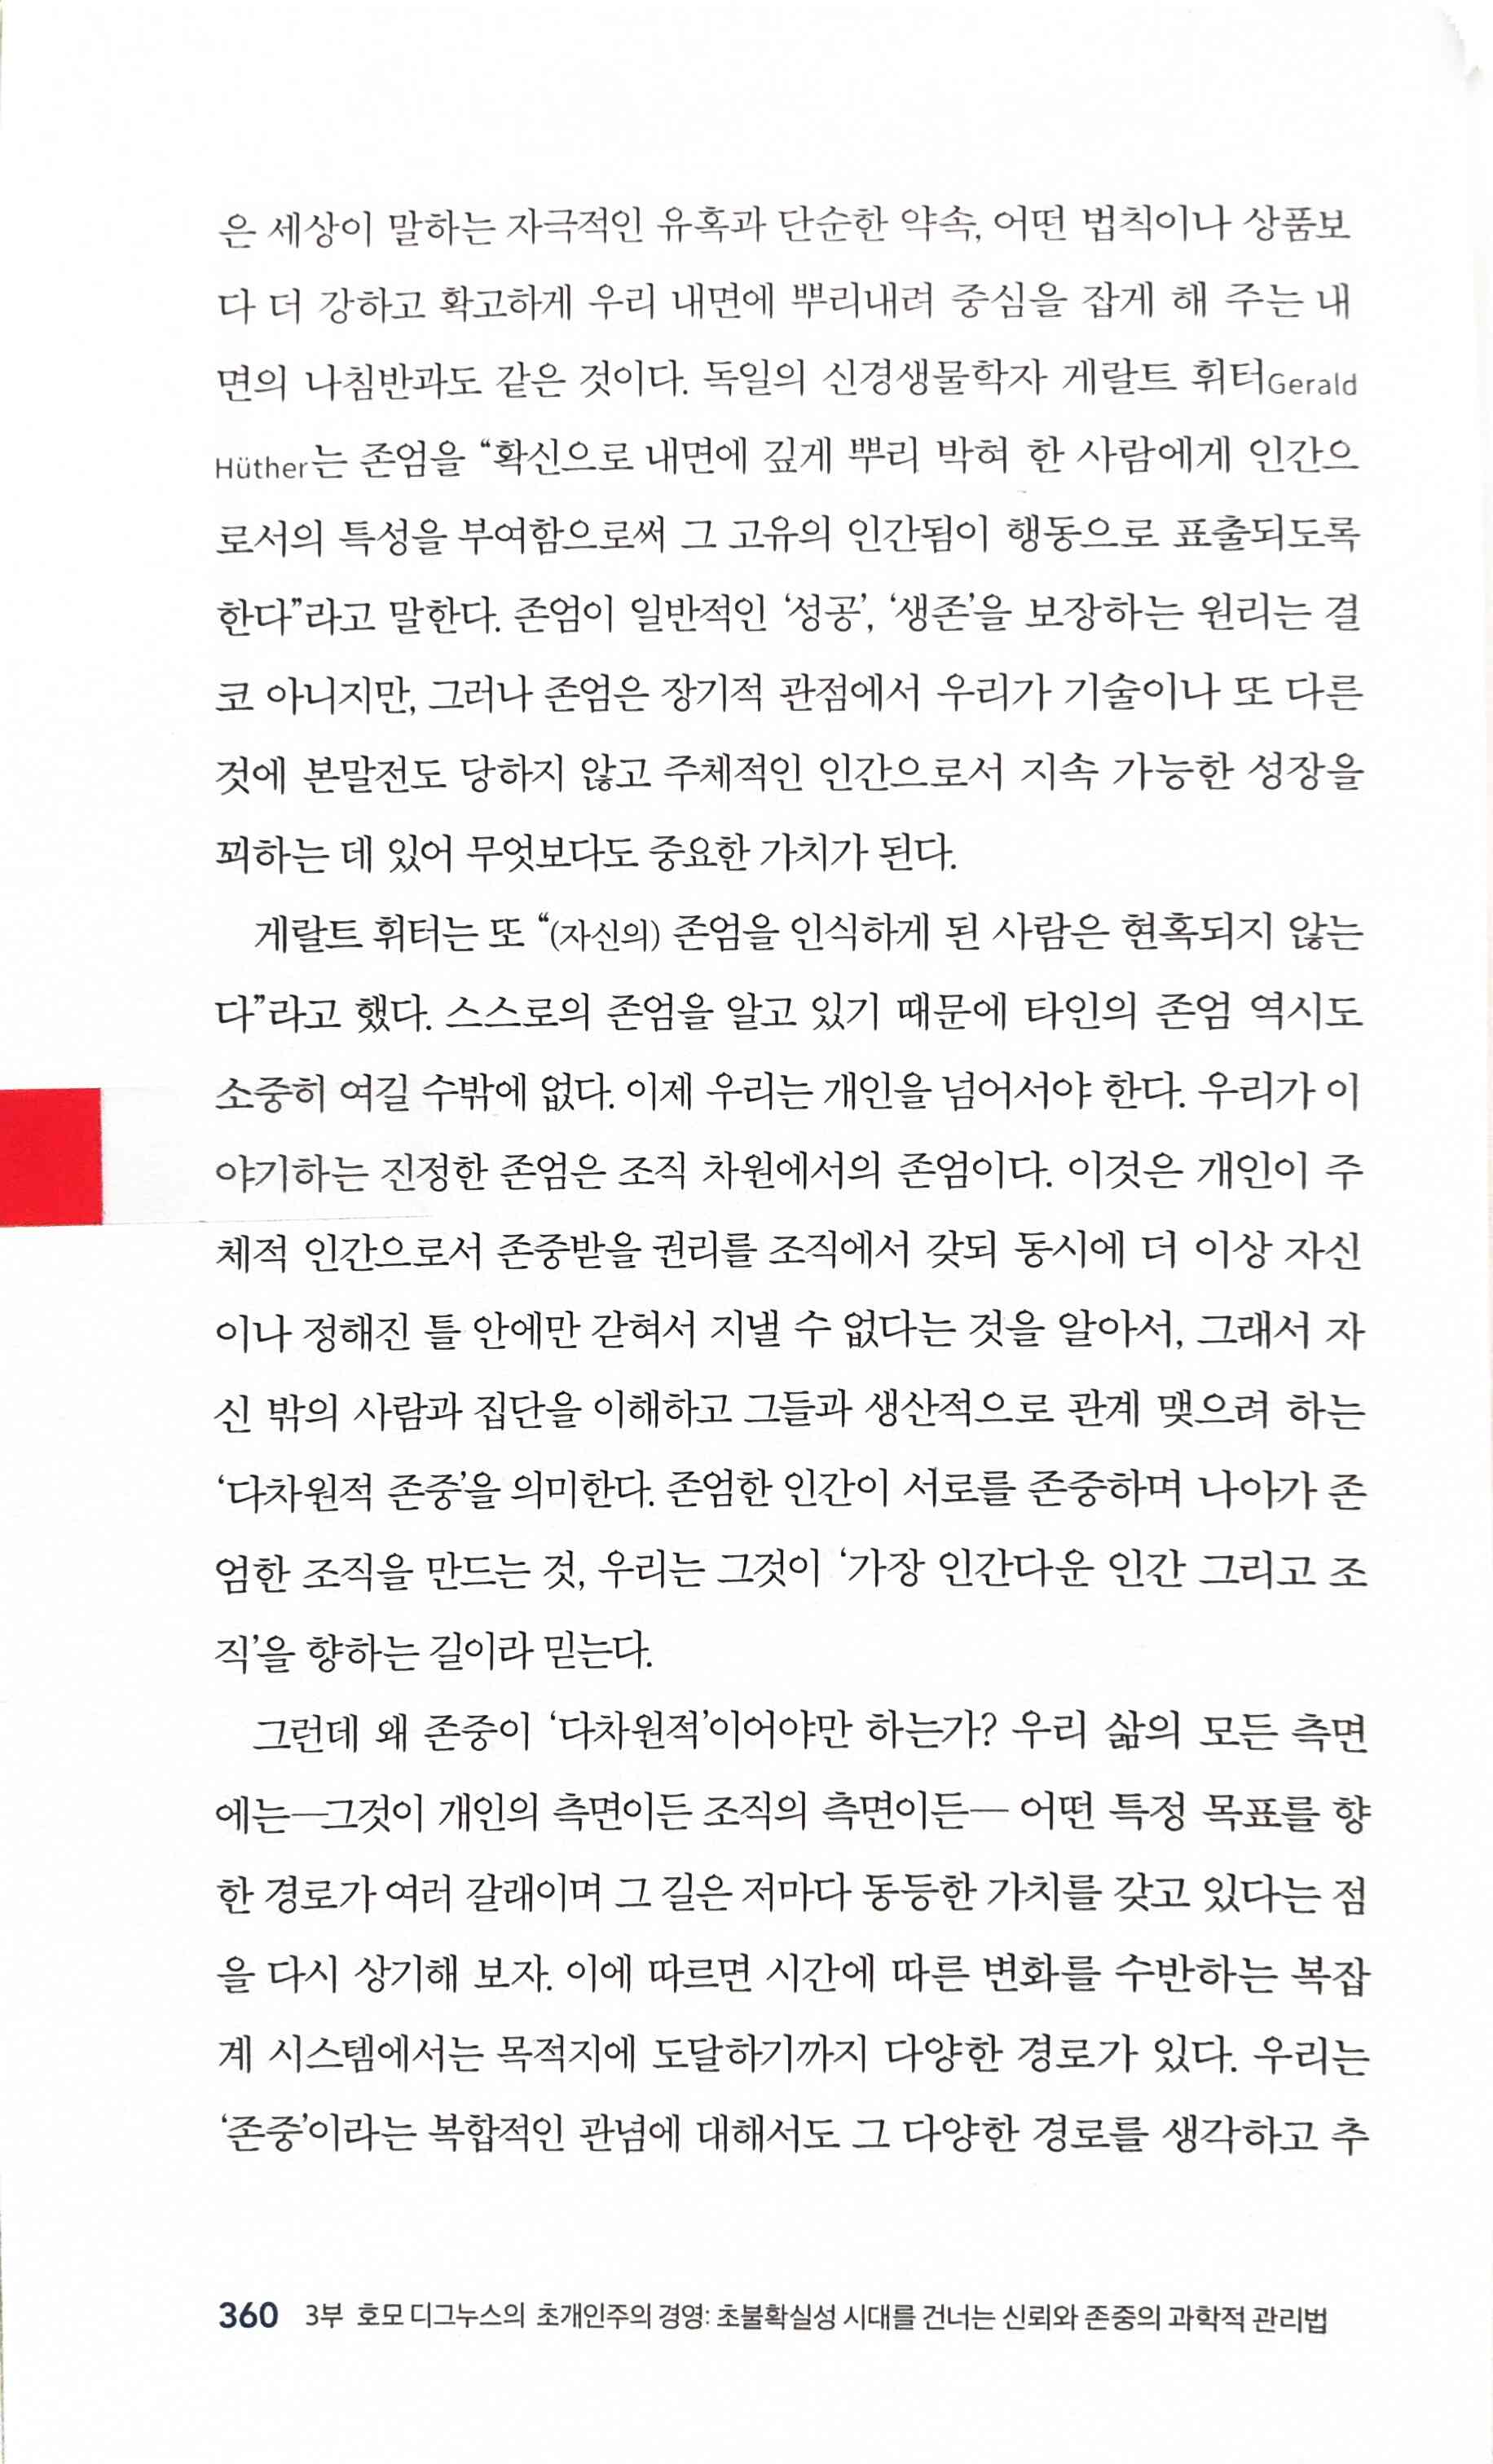 은 세상이 말하는 자극적인 유혹과 단순한 약속, 어떤 법칙이나 상품보
다 더 강하고 확고하게 우리 내면에 뿌리내려 중심을 잡게 해 주는 내
면의 나침반과도 같은 것이다. 독일의 신경생물학자 게랄트 휘터Gerald
Hüther는 존엄을 “확신으로 내면에 깊게 뿌리 박혀 한 사람에게 인간으
로서의 특성을 부여함으로써 그 고유의 인간됨이 행동으로 표출되도록
한다”라고 말한다. 존엄이 일반적인 ‘성공’, ‘생존’을 보장하는 원리는 결
코 아니지만, 그러나 존엄은 장기적 관점에서 우리가 기술이나 또 다른
것에 본말전도 당하지 않고 주체적인 인간으로서 지속 가능한 성장을
꾀하는 데 있어 무엇보다도 중요한 가치가 된다.
게랄트 휘터는 또 “(자신의) 존엄을 인식하게 된 사람은 현혹되지 않는
다”라고 했다. 스스로의 존엄을 알고 있기 때문에 타인의 존엄 역시도
소중히 여길 수밖에 없다. 이제 우리는 개인을 넘어서야 한다. 우리가 이
야기하는 진정한 존엄은 조직 차원에서의 존엄이다. 이것은 개인이 주
체적 인간으로서 존중받을 권리를 조직에서 갖되 동시에 더 이상 자신
이나 정해진 틀 안에만 갇혀서 지낼 수 없다는 것을 알아서, 그래서 자
신 밖의 사람과 집단을 이해하고 그들과 생산적으로 관계 맺으려 하는
‘다차원적 존중’을 의미한다. 존엄한 인간이 서로를 존중하며 나아가 존
엄한 조직을 만드는 것, 우리는 그것이 ‘가장 인간다운 인간 그리고 조
직’을 향하는 길이라 믿는다.
그런데 왜 존중이 ‘다차원적’이어야만 하는가? 우리 삶의 모든 측면
에는—그것이 개인의 측면이든 조직의 측면이든— 어떤 특정 목표를 향
한 경로가 여러 갈래이며 그 길은 저마다 동등한 가치를 갖고 있다는 점
을 다시 상기해 보자. 이에 따르면 시간에 따른 변화를 수반하는 복잡
계 시스템에서는 목적지에 도달하기까지 다양한 경로가 있다. 우리는
‘존중’이라는 복합적인 관념에 대해서도 그 다양한 경로를 생각하고 추
360 3부 호모 디그누스의 초개인주의 경영: 초불확실성 시대를 건너는 신뢰와 존중의 과학적 관리법